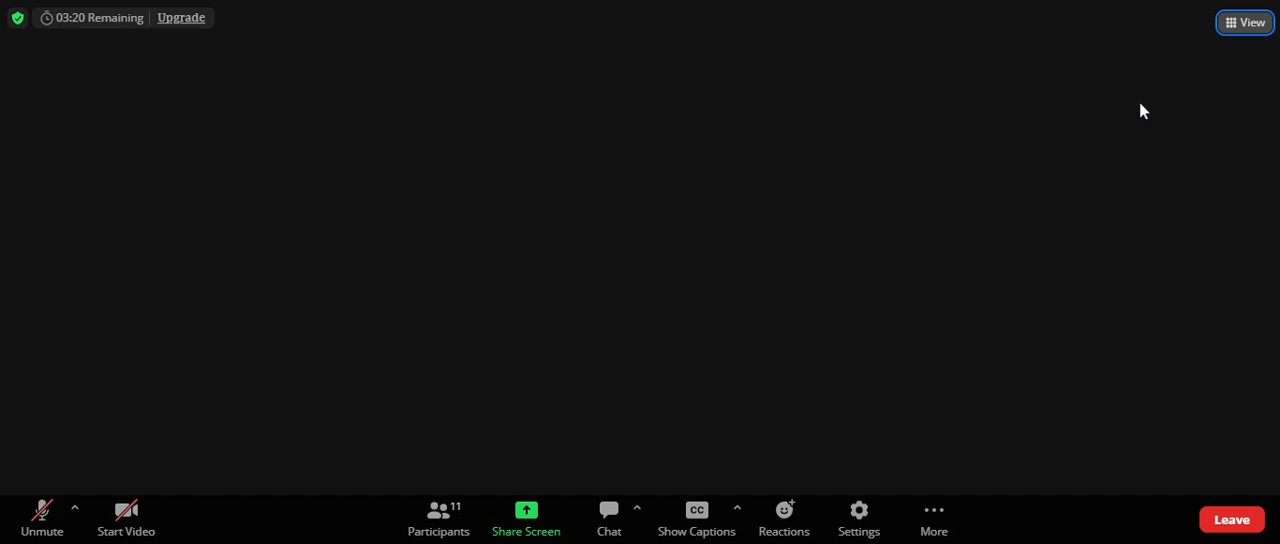 03:20 Remaining Upgrade
View
11
CC
Unmute Start Video Participants Share Screen Chat Show Captions Reactions Settings More Leave